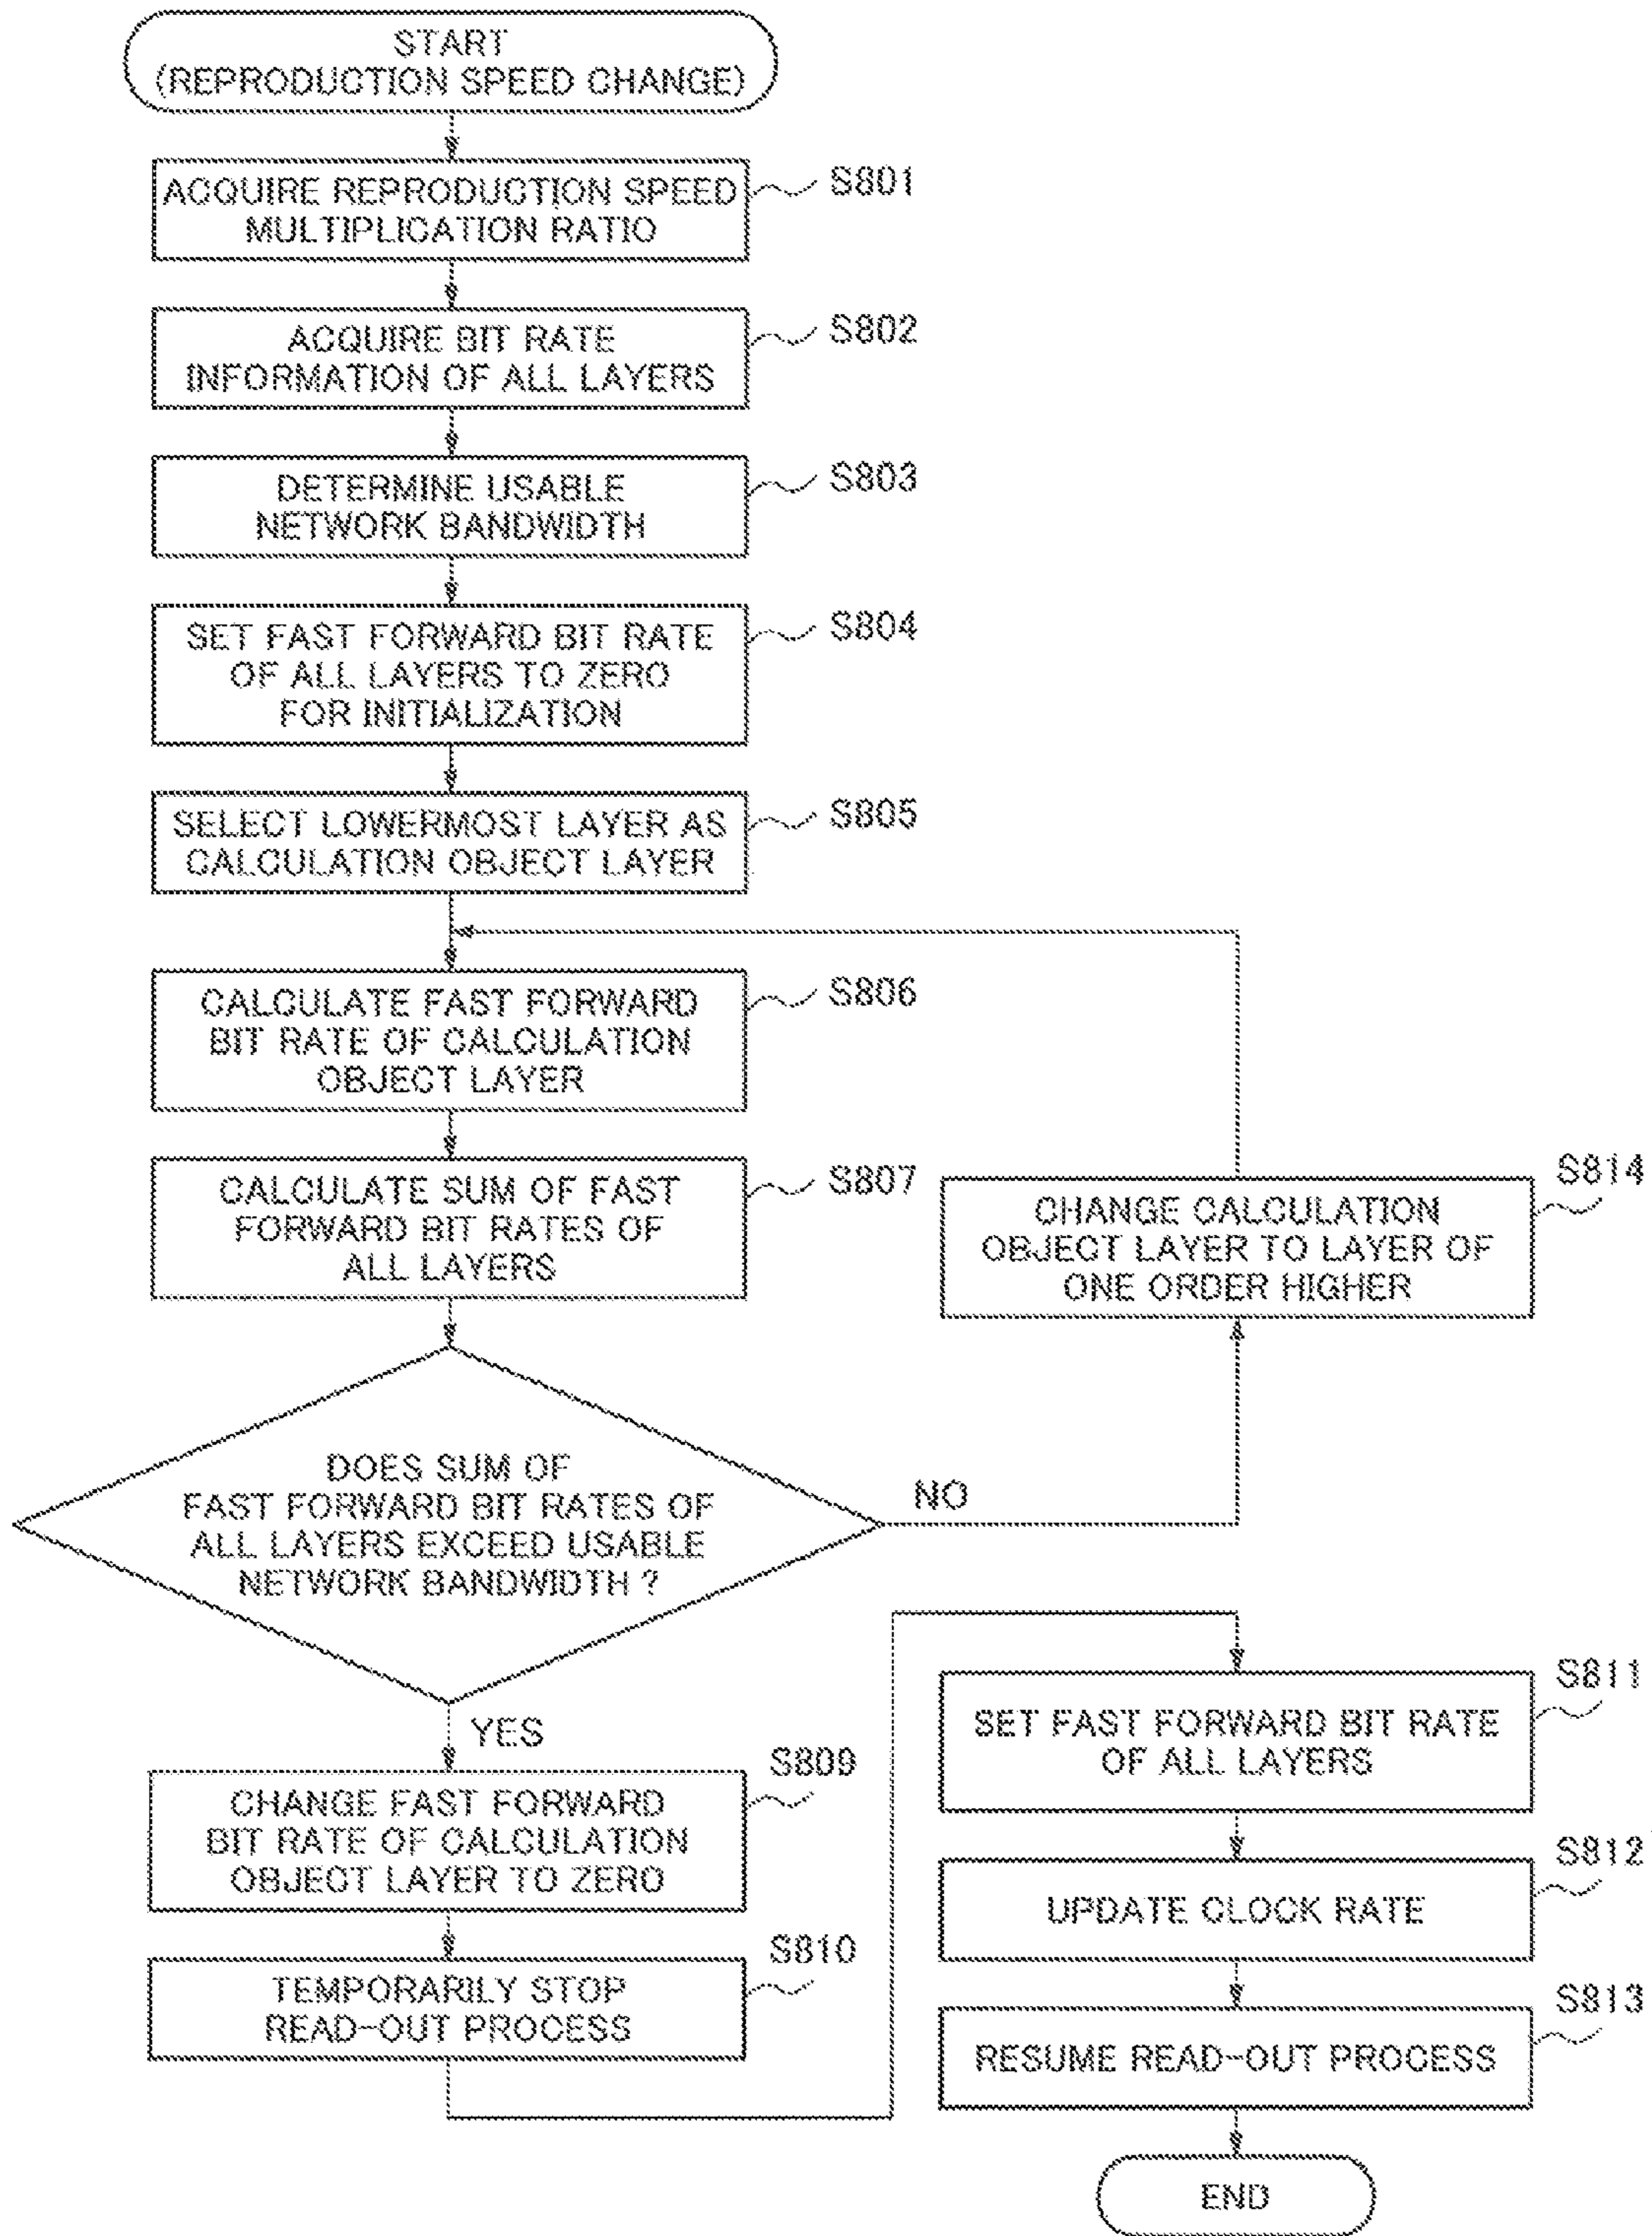 START
(REPRODUCTION SPEED CHANGE)
ACQUIRE REPRODUCTION SPEED
MULTIPLICATION RATIO
S801
ACQUIRE BIT RATE
INFORMATION OF ALL LAYERS
S802
DETERMINE USABLE
NETWORK BANDWIDTH
S803
SET FAST FORWARD BIT RATE
OF ALL LAYERS TO ZERO
FOR INITIALIZATION
S804
SELECT LOWERMOST LAYER AS
CALCULATION OBJECT LAYER
S805
CALCULATE FAST FORWARD
BIT RATE OF CALCULATION
OBJECT LAYER
S806
CALCULATE SUM OF FAST
FORWARD BIT RATES OF
ALL LAYERS
S807
CHANGE CALCULATION
OBJECT LAYER TO LAYER OF
ONE ORDER HIGHER
S814
DOES SUM OF
FAST FORWARD BIT RATES OF
ALL LAYERS EXCEED USABLE
NETWORK BANDWIDTH ?
NO
YES
CHANGE FAST FORWARD
BIT RATE OF CALCULATION
OBJECT LAYER TO ZERO
S809
TEMPORARILY STOP
READ-OUT PROCESS
S810
SET FAST FORWARD BIT RATE
OF ALL LAYERS
S811
UPDATE CLOCK RATE
S812
RESUME READ-OUT PROCESS
S813
END